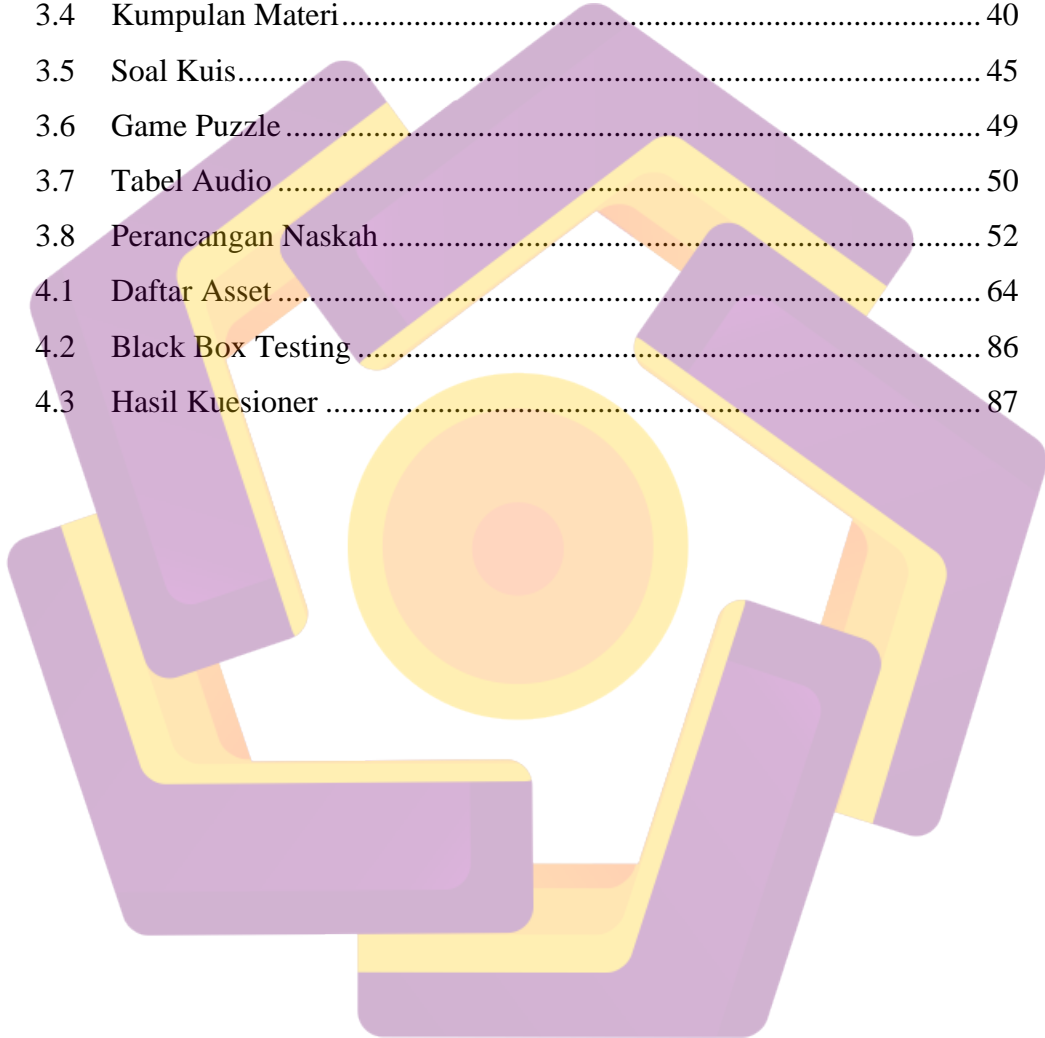 3.4 Kumpulan Materi.......................................................................................................... 40
3.5 Soal Kuis...................................................................................................................... 45
3.6 Game Puzzle................................................................................................................ 49
3.7 Tabel Audio................................................................................................................. 50
3.8 Perancangan Naskah.................................................................................................... 52
4.1 Daftar Asset................................................................................................................. 64
4.2 Black Box Testing....................................................................................................... 86
4.3 Hasil Kuesioner........................................................................................................... 87